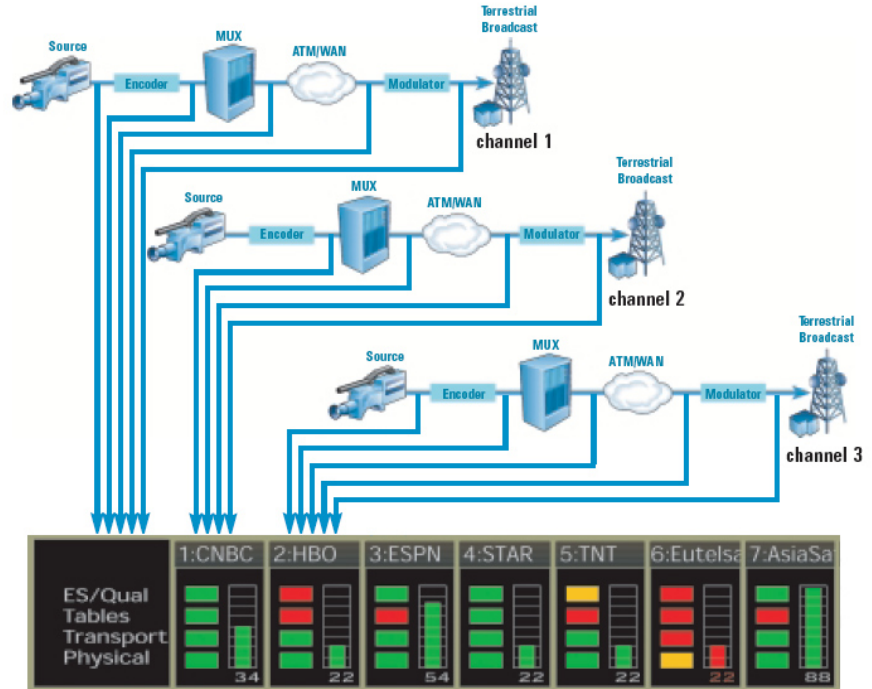 Terrestrial
Broadcast
MUX
Source
ATM/WAN
Encoder
Modulator
channel 1
Terrestrial
Broadcast
MUX
Source
ATM/WAN
Encoder
Modulator
channel 2
Terrestrial
Broadcast
MUX
Source
ATM/WAN
Encoder
Modulator
channel 3
1:CNBC 2:HBO 3:ESPN 4:STAR 5:TNT 6:Eutelsa 7:AsiaSa
ES/Qual
Tables
Transport
Physical
34 22 54 22 22 22 88